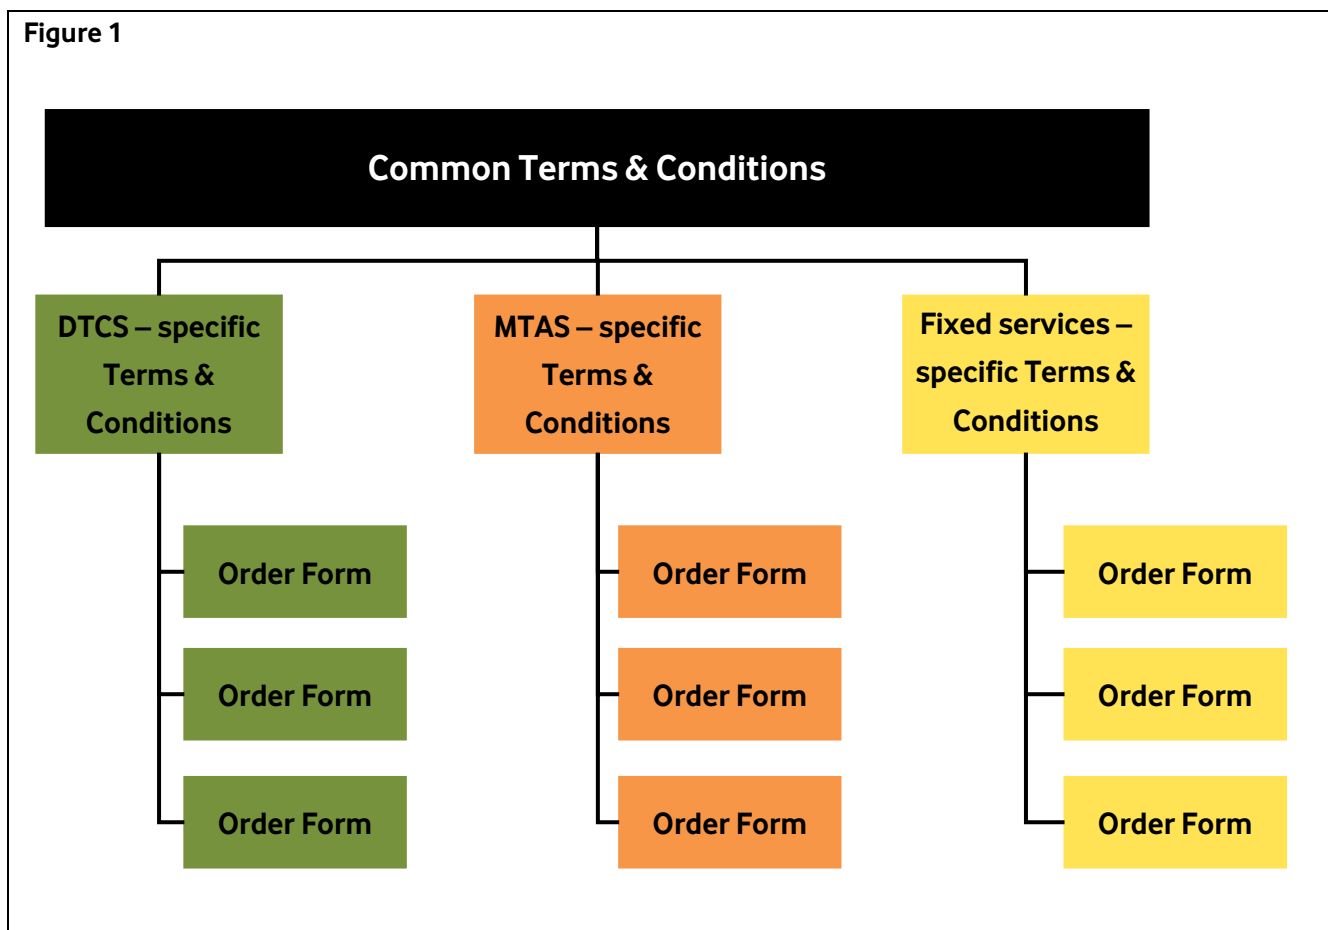 Figure 1
Common Terms & Conditions
DTCS – specific
Terms &
Conditions
MTAS – specific
Terms &
Conditions
Fixed services –
specific Terms &
Conditions
Order Form
Order Form
Order Form
Order Form
Order Form
Order Form
Order Form
Order Form
Order Form